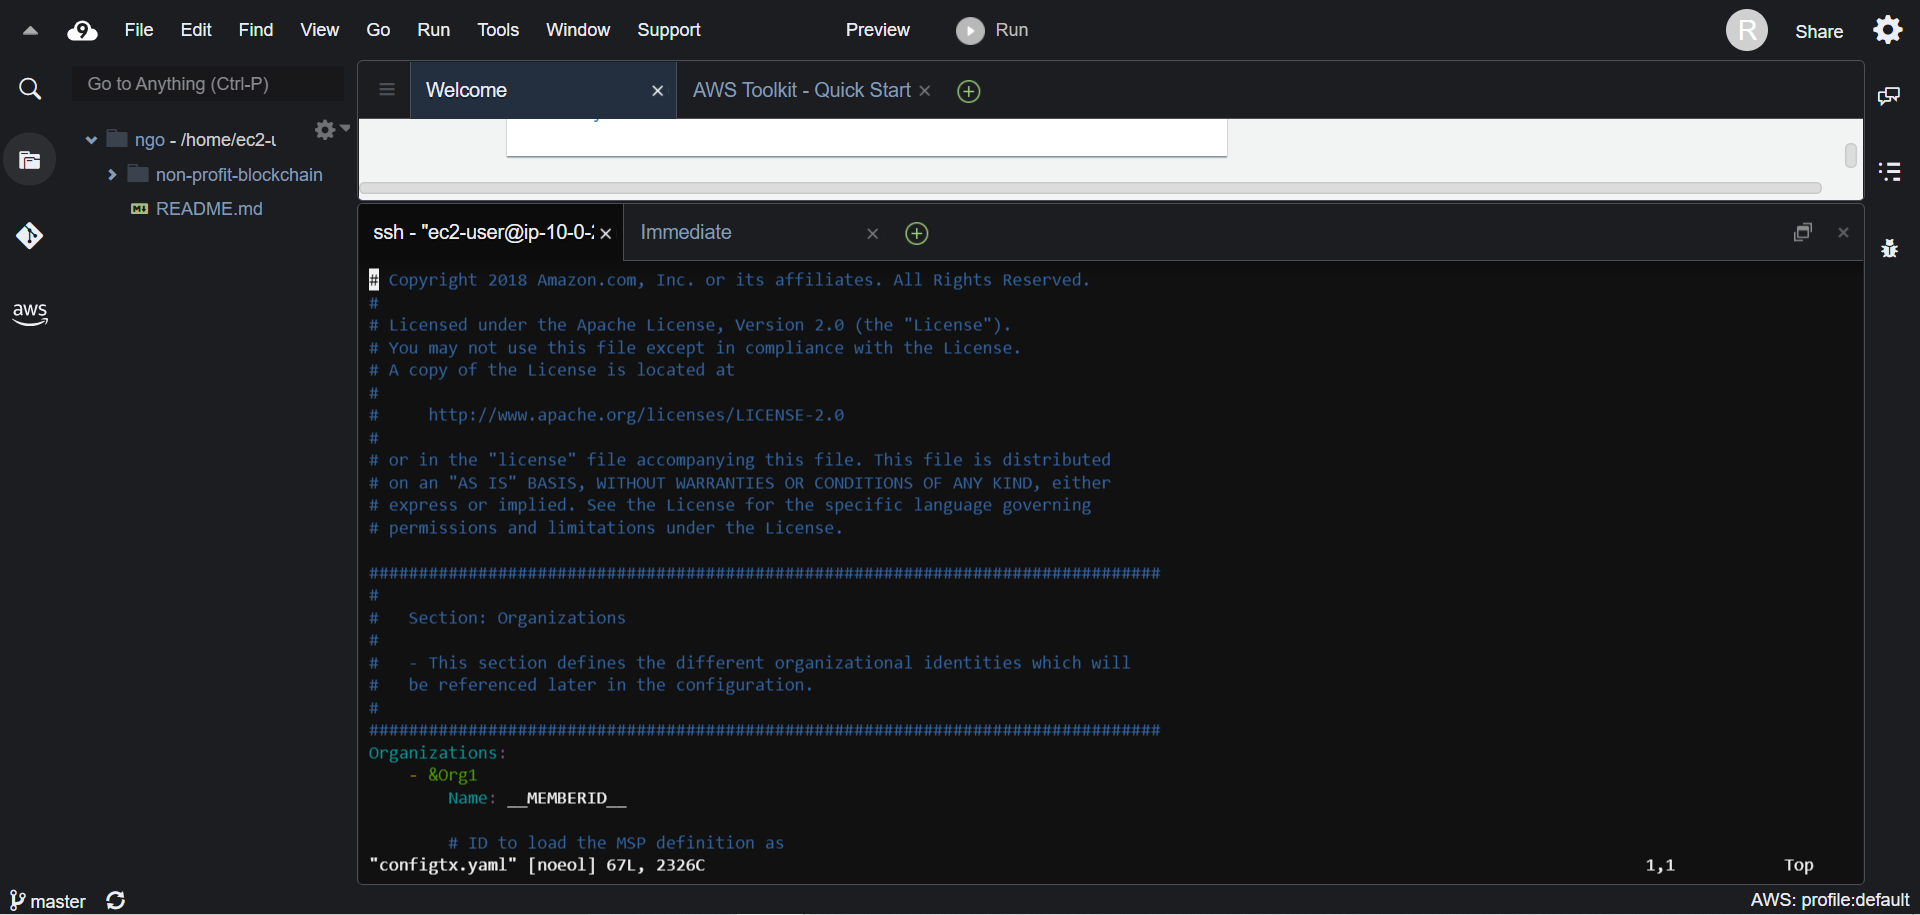 9 File Edit Find View Go Run Tools Window Support Preview Run R Share
Go to Anything (Ctrl-P)
Welcome
AWS Toolkit - Quick Start
ngo - /home/ec2-u
non-profit-blockchain
M↓ README.md
aws
ssh - "ec2-user@ip-10-0-:
Immediate
# Copyright 2018 Amazon.com, Inc. or its affiliates. All Rights Reserved.
#
# Licensed under the Apache License, Version 2.0 (the "License").
# You may not use this file except in compliance with the License.
# A copy of the License is located at
#
#     http://www.apache.org/licenses/LICENSE-2.0
#
# or in the "license" file accompanying this file. This file is distributed
# on an "AS IS" BASIS, WITHOUT WARRANTIES OR CONDITIONS OF ANY KIND, either
# express or implied. See the License for the specific language governing
# permissions and limitations under the License.
################################################################################
#
#   Section: Organizations
#
#   - This section defines the different organizational identities which will
#   be referenced later in the configuration.
#
################################################################################
Organizations:
    - &Org1
        Name: __MEMBERID__
        # ID to load the MSP definition as
"configtx.yaml" [noeol] 67L, 2326C 1,1 Top
master
AWS: profile:default